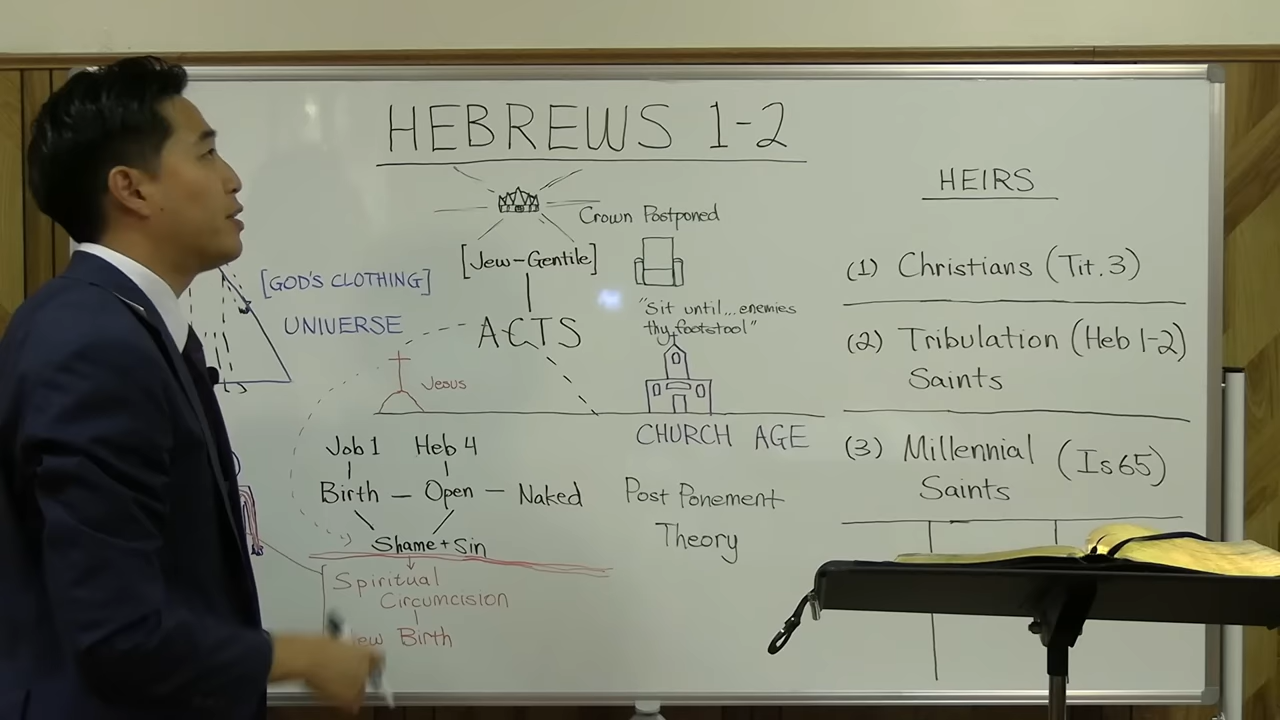 HEBREWS 1-2
Crown Postponed
[Jew-Gentile]
ACTS
"Sit until... enemies
thy footstool"
[GOD'S CLOTHING]
UNIVERSE
Jesus
CHURCH AGE
Job 1 Heb 4
Birth - Open - Naked
Shame + Sin
Spiritual
Circumcision
Birth
Post Ponement
Theory
HEIRS
(1) Christians (Tit. 3)
(2) Tribulation (Heb 1-2)
Saints
(3) Millennial (Is 65)
Saints